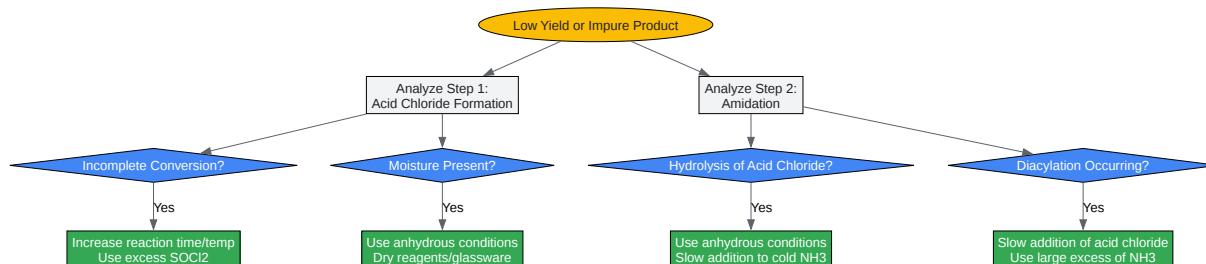 Low Yield or Impure Product
Analyze Step 1:
Acid Chloride Formation
Analyze Step 2:
Amidation
Incomplete Conversion?
Moisture Present?
Hydrolysis of Acid Chloride?
Diacylation Occurring?
Yes
Yes
Yes
Yes
Increase reaction time/temp
Use excess SOCl2
Use anhydrous conditions
Dry reagents/glassware
Use anhydrous conditions
Slow addition to cold NH3
Slow addition of acid chloride
Use large excess of NH3